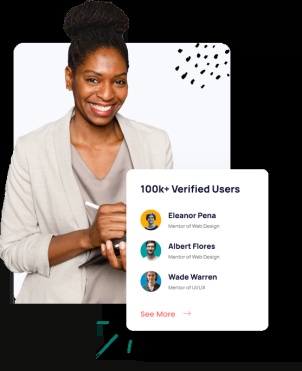 100k+ Verified Users
Eleanor Pena
Mentor of Web Design
Albert Flores
Mentor of Web Design
Wade Warren
Mentor of UI/UX
See More